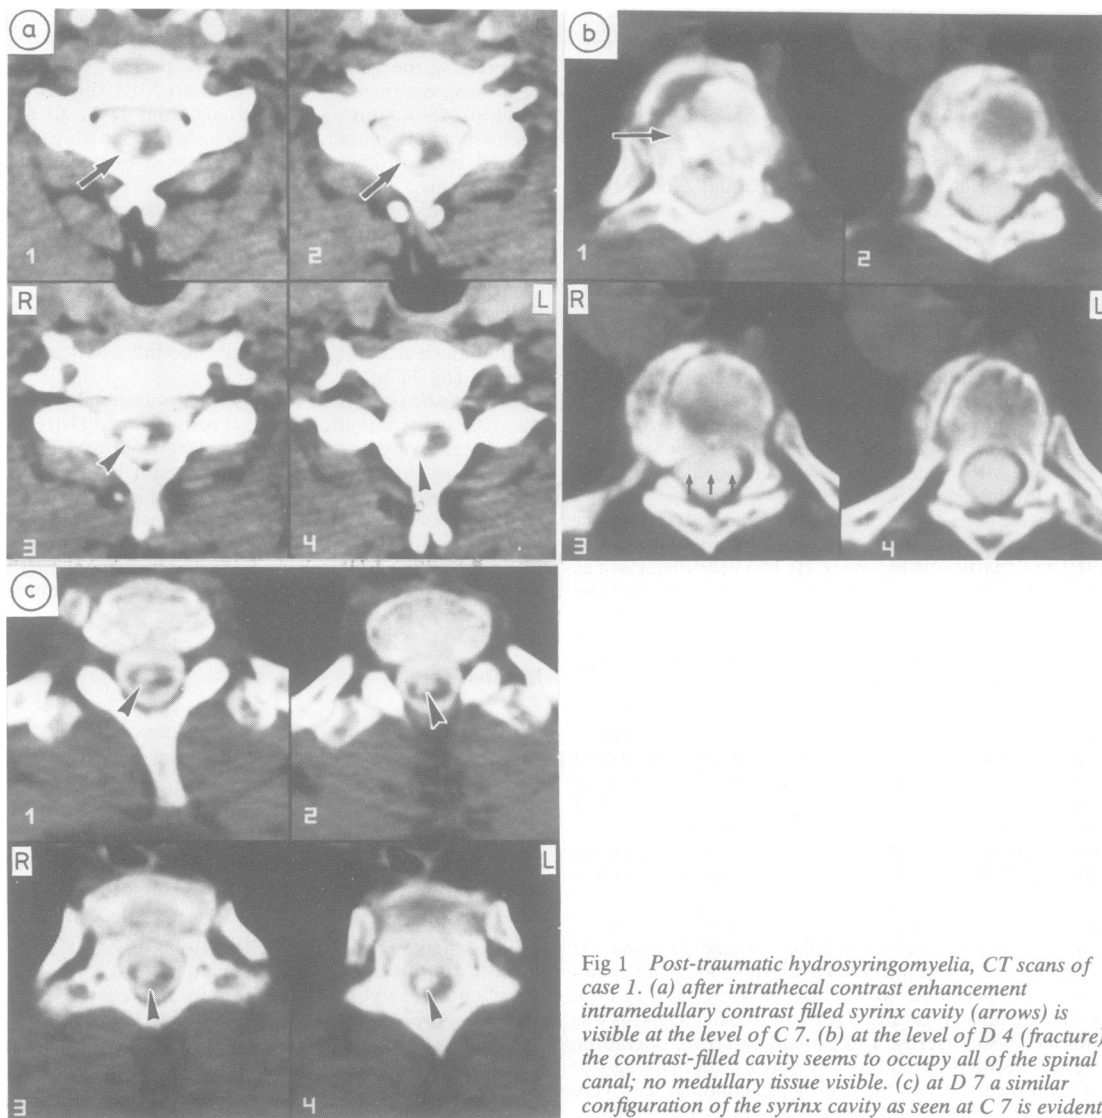 a
1
2
R
L
3
4
b
1
2
R
L
3
4
c
1
2
R
L
3
4
Fig 1 Post-traumatic hydrosyringomyelia, CT scans of
case 1. (a) after intrathecal contrast enhancement
intramedullary contrast filled syrinx cavity (arrows) is
visible at the level of C 7. (b) at the level of D 4 (fracture)
the contrast-filled cavity seems to occupy all of the spinal
canal; no medullary tissue visible. (c) at D 7 a similar
configuration of the syrinx cavity as seen at C 7 is evident